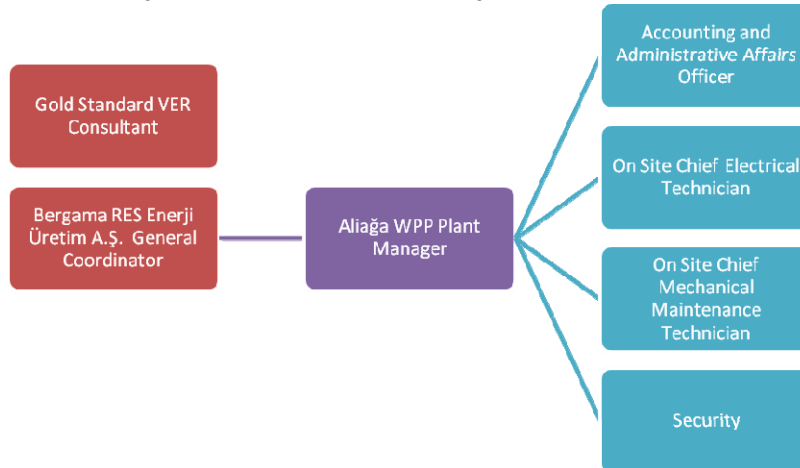 Gold Standard VER
Consultant
Bergama RES Enerji
Üretim A.Ş. General
Coordinator
Aliağa WPP Plant
Manager
Accounting and
Administrative Affairs
Officer
On Site Chief Electrical
Technician
On Site Chief
Mechanical
Maintenance
Technician
Security